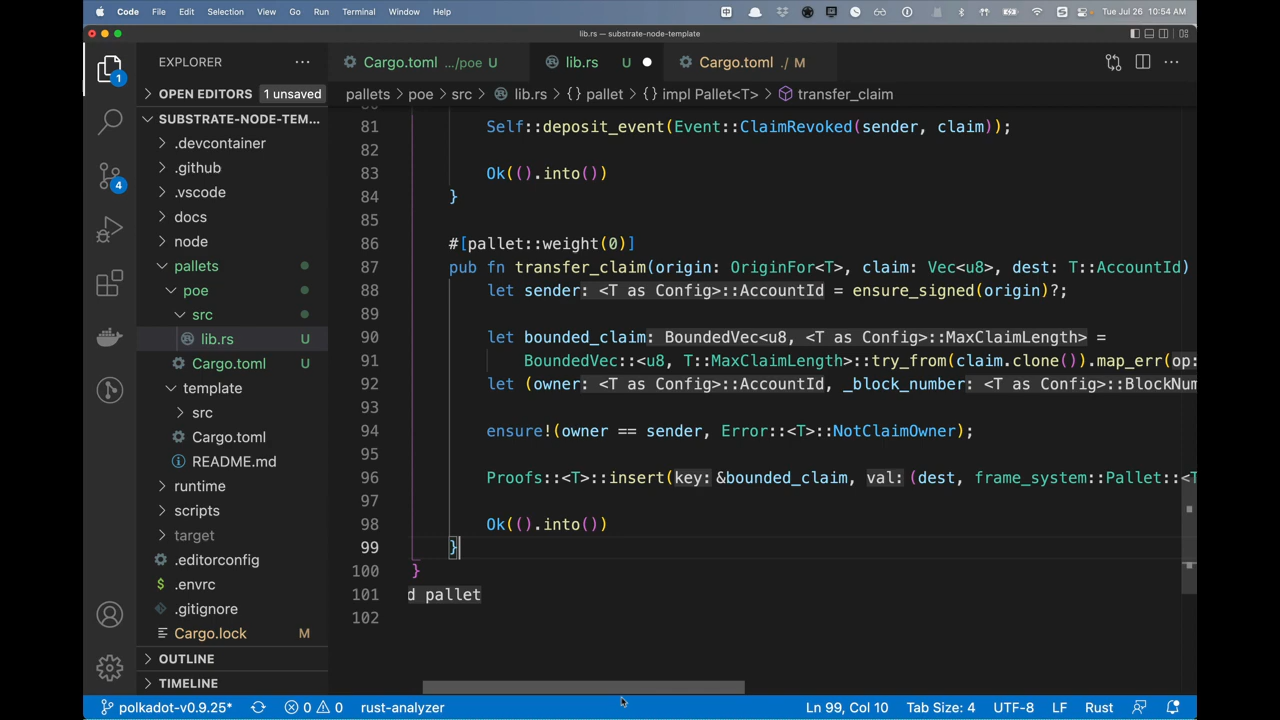 Code File Edit Selection View Go Run Terminal Window Help Tue Jul 26 10:54 AM
lib.rs — substrate-node-template
EXPLORER
Cargo.toml .../poe U
lib.rs U
Cargo.toml ./ M
OPEN EDITORS 1 unsaved
pallets > poe > src > lib.rs > {} pallet > {} impl Pallet<T> > transfer_claim
SUBSTRATE-NODE-TEM...
.devcontainer
.github
.vscode
docs
node
pallets
poe
src
lib.rs U
Cargo.toml U
template
src
Cargo.toml
README.md
runtime
scripts
target
.editorconfig
.envrc
.gitignore
Cargo.lock M
OUTLINE
TIMELINE
81 Self::deposit_event(Event::ClaimRevoked(sender, claim));
82
83 Ok(().into())
84 }
85
86 #[pallet::weight(0)]
87 pub fn transfer_claim(origin: OriginFor<T>, claim: Vec<u8>, dest: T::AccountId)
88 let sender: <T as Config>::AccountId = ensure_signed(origin)?;
89
90 let bounded_claim: BoundedVec<u8, <T as Config>::MaxClaimLength> =
91 BoundedVec::<u8, T::MaxClaimLength>::try_from(claim.clone()).map_err(op:
92 let (owner: <T as Config>::AccountId, _block_number: <T as Config>::BlockNum
93
94 ensure!(owner == sender, Error::<T>::NotClaimOwner);
95
96 Proofs::<T>::insert(key: &bounded_claim, val: (dest, frame_system::Pallet::<T
97
98 Ok(().into())
99 }
100 }
101 d pallet
102
1
4
polkadot-v0.9.25* 0 0 rust-analyzer Ln 99, Col 10 Tab Size: 4 UTF-8 LF Rust